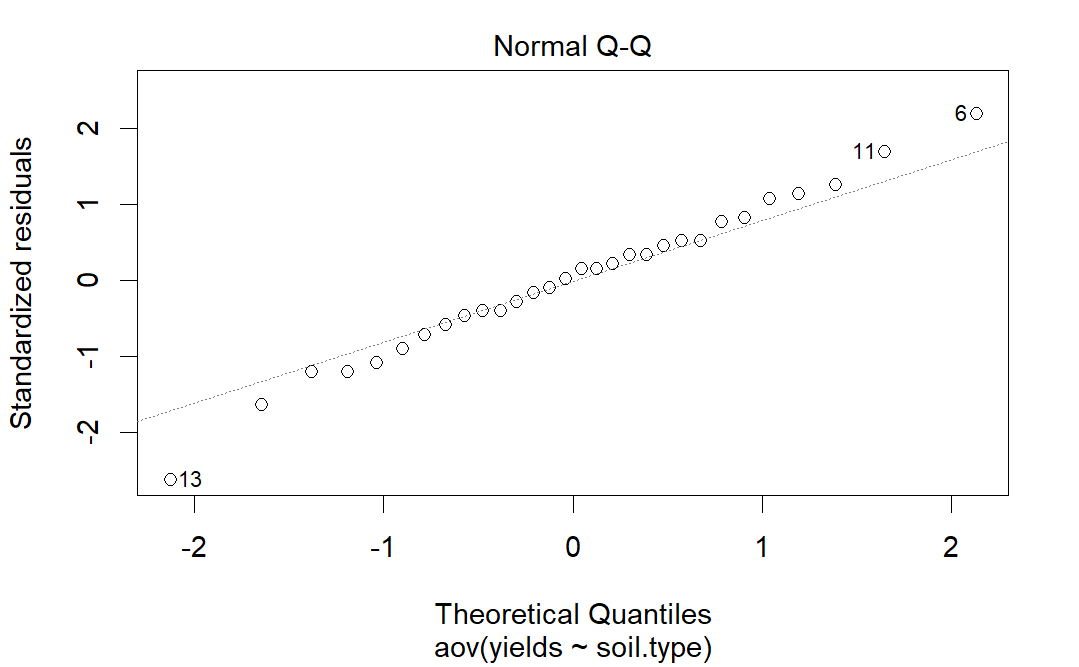 Normal Q-Q
Standardized residuals
2
1
0
-1
-2
6
11
13
-2 -1 0 1 2
Theoretical Quantiles
aov(yields ~ soil.type)